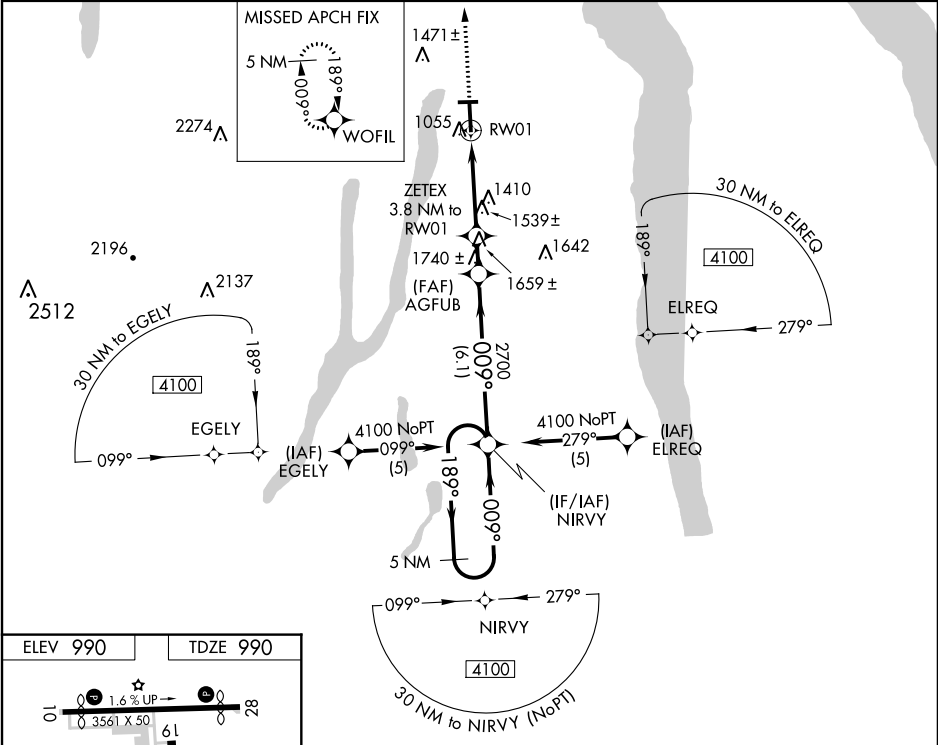 MISSED APCH FIX
5 NM
189°
009°
WOFIL
1471±
2274
1055
RW01
ZETEX
3.8 NM to
RW01
1410
1539±
1642
1740 ±
1659±
(FAF)
AGFUB
2196
2512
2137
30 NM to EGELY
4100
189°
EGELY
099°
30 NM to ELREQ
4100
189°
ELREQ
279°
2700
009°
(6.1)
(IAF)
EGELY
4100 NoPT
099°
(5)
4100 NoPT
279°
(5)
(IAF)
ELREQ
(IF/IAF)
NIRVY
189°
009°
5 NM
099°
279°
NIRVY
4100
30 NM to NIRVY (NoPT)
ELEV 990
TDZE 990
P
P
1.6 % UP
10
28
3561 X 50
19